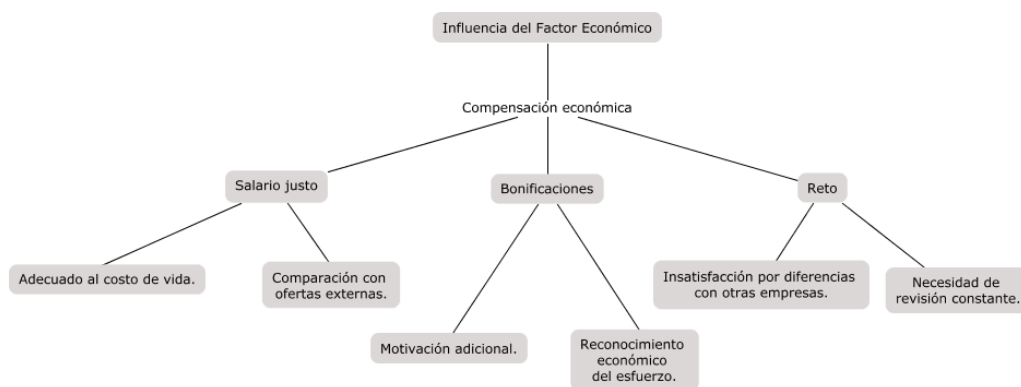 Influencia del Factor Económico
Compensación económica
Salario justo
Bonificaciones
Reto
Adecuado al costo de vida.
Comparación con
ofertas externas.
Motivación adicional.
Reconocimiento
económico
del esfuerzo.
Insatisfacción por diferencias
con otras empresas.
Necesidad de
revisión constante.